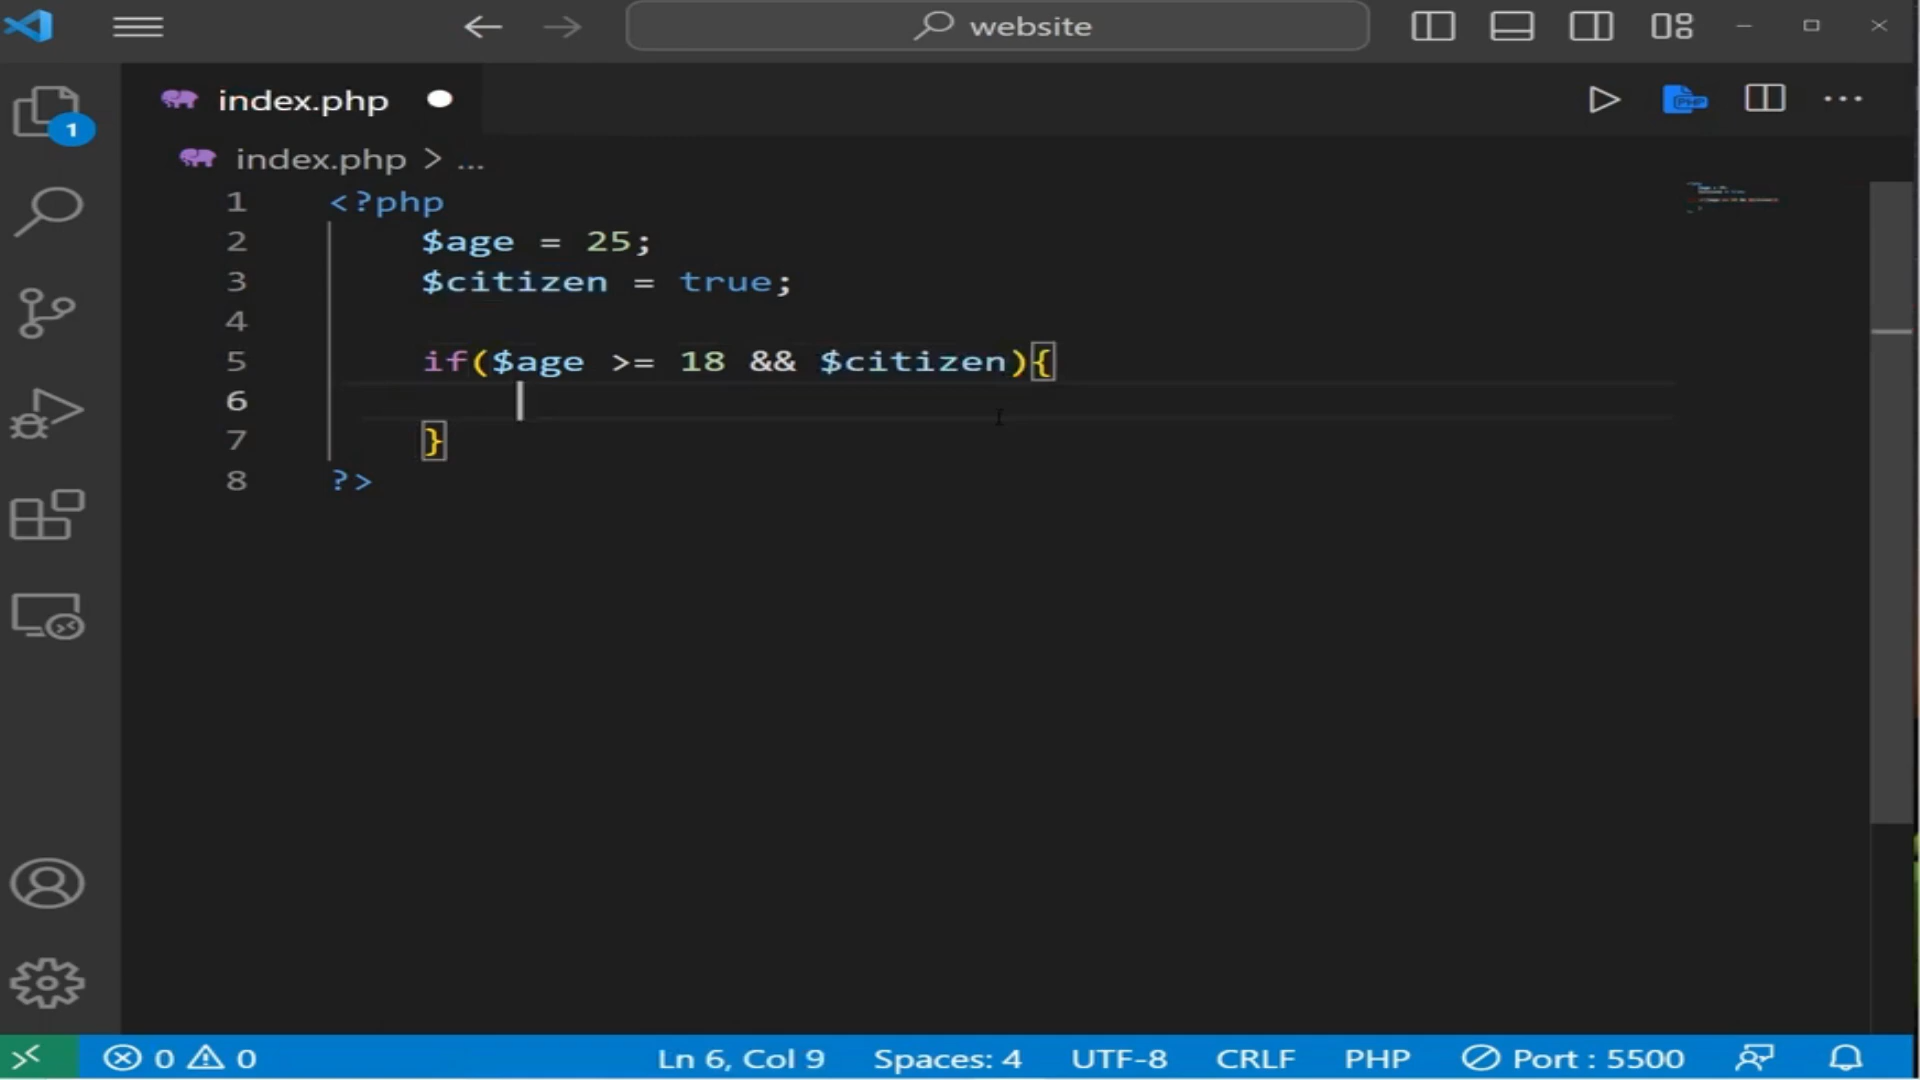 website
index.php
1
index.php > ...
1 <?php
2 $age = 25;
3 $citizen = true;
4
5 if($age >= 18 && $citizen){
6
7 }
8 ?>
0 0 Ln 6, Col 9 Spaces: 4 UTF-8 CRLF PHP Port : 5500